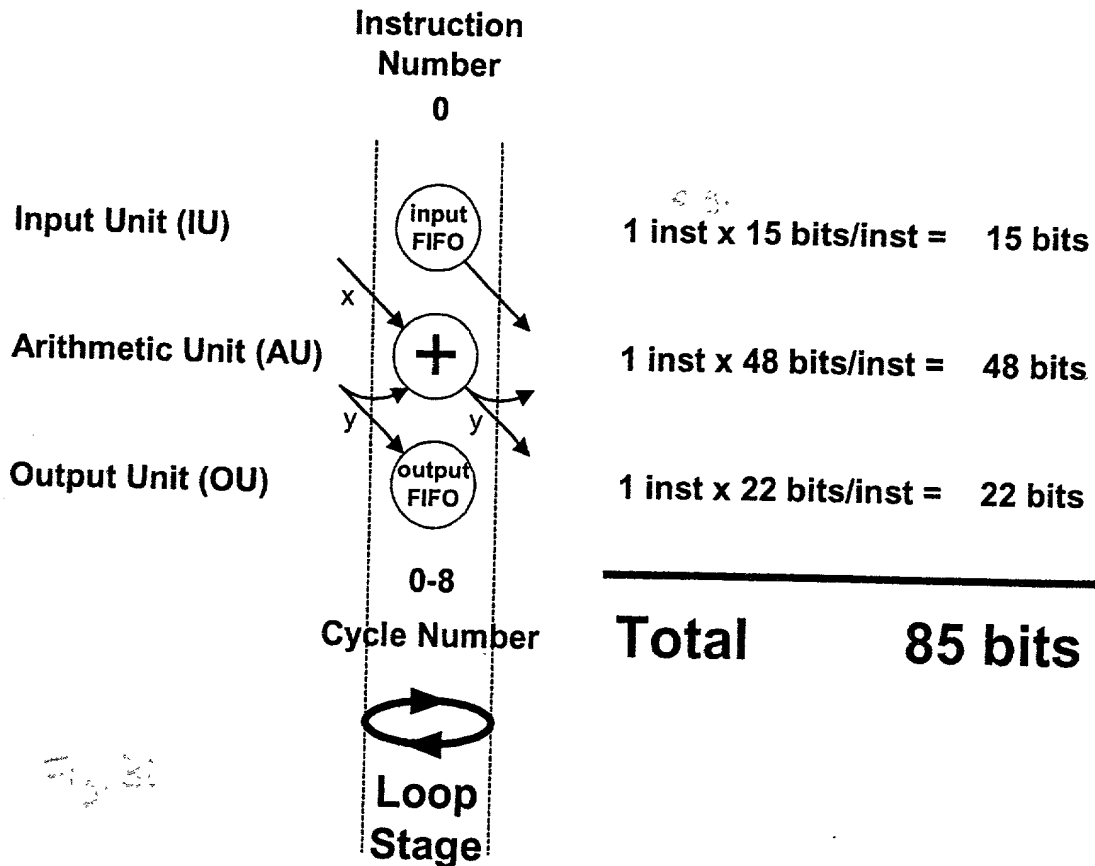 Instruction
Number
0
Input Unit (IU)
input
FIFO
1 inst x 15 bits/inst = 15 bits
x
Arithmetic Unit (AU)
+
1 inst x 48 bits/inst = 48 bits
y
y
Output Unit (OU)
output
FIFO
1 inst x 22 bits/inst = 22 bits
0-8
Cycle Number
Total 85 bits
Loop
Stage